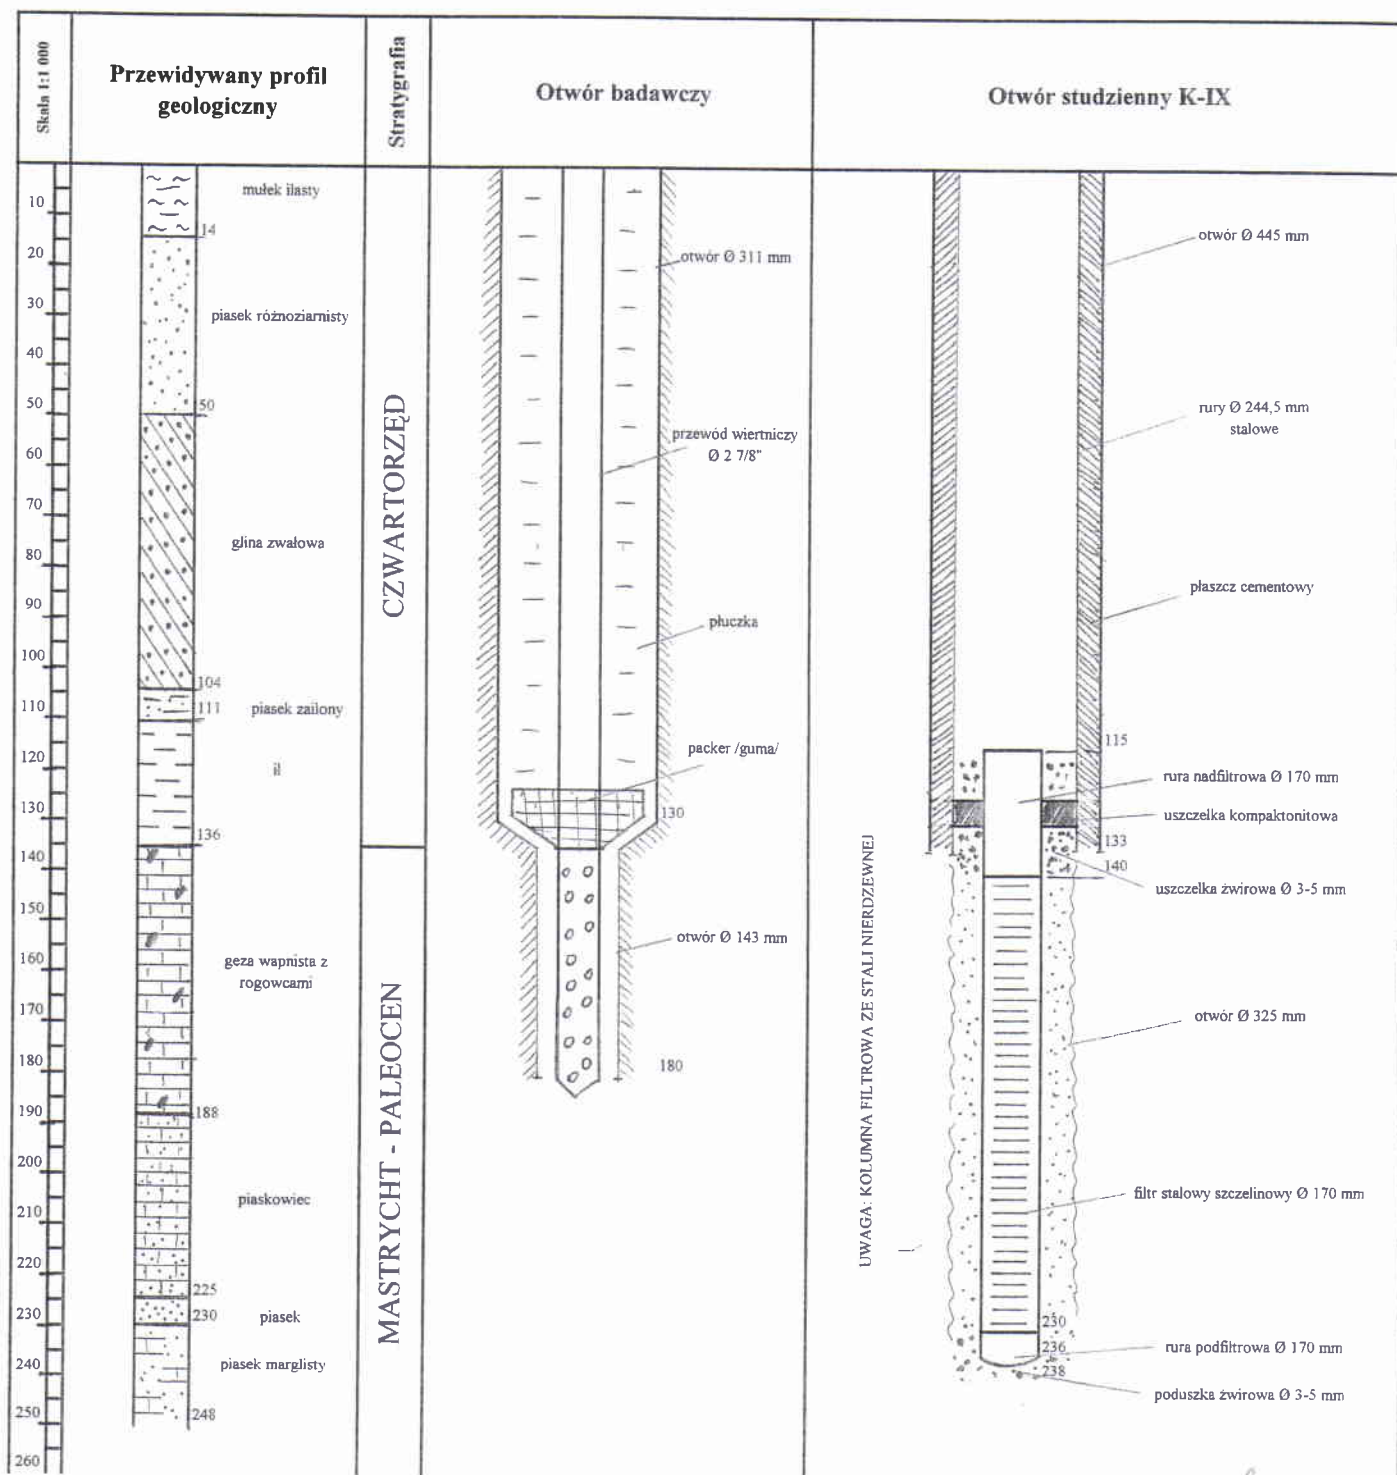 Skala 1:1 000
Przewidywany profil
geologiczny
Stratygrafia
Otwór badawczy
Otwór studzienny K-IX
10
20
30
40
50
60
70
80
90
100
110
120
130
140
150
160
170
180
190
200
210
220
230
240
250
260
mułek ilasty
14
piasek różnoziarnisty
50
glina zwałowa
104
111
piasek zailony
ił
136
geza wapnista z
rogowcami
188
piaskowiec
225
230
piasek
piasek marglisty
248
CZWARTORZĘD
MASTRYCHT - PALEOCEN
otwór Ø 311 mm
przewód wiertniczy
Ø 2 7/8"
płuczka
packer /guma/
130
otwór Ø 143 mm
180
otwór Ø 445 mm
rury Ø 244,5 mm
stalowe
płaszcz cementowy
115
rura nadfiltrowa Ø 170 mm
uszczelka kompaktonitowa
133
140
uszczelka żwirowa Ø 3-5 mm
otwór Ø 325 mm
filtr stalowy szczelinowy Ø 170 mm
230
236
rura podfiltrowa Ø 170 mm
238
poduszka żwirowa Ø 3-5 mm
UWAGA: KOLUMNA FILTROWA ZE STALI NIERDZEWNEJ